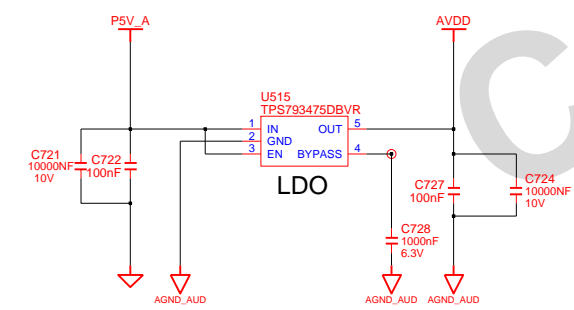 P5V_A
AVDD
U515
TPS793475DBVR
1 IN OUT 5
2 GND
3 EN BYPASS 4
LDO
C721
10000NF
10V
C722
100nF
C727
100nF
C724
10000NF
10V
C728
1000nF
6.3V
AGND_AUD
AGND_AUD
AGND_AUD
C